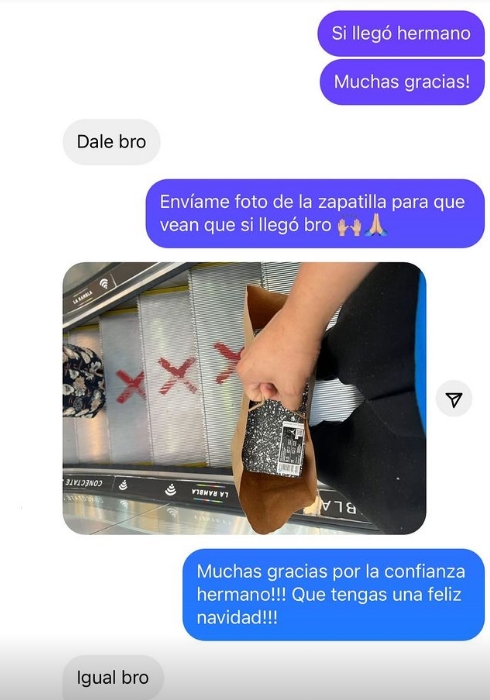 Si llegó hermano
Muchas gracias!
Dale bro
Envíame foto de la zapatilla para que
vean que si llegó bro 🙌🏼🙏🏼
LA RAMBLA
CONÉCTATE
LA RAMBLA
BLA
Muchas gracias por la confianza
hermano!!! Que tengas una feliz
navidad!!!
Igual bro